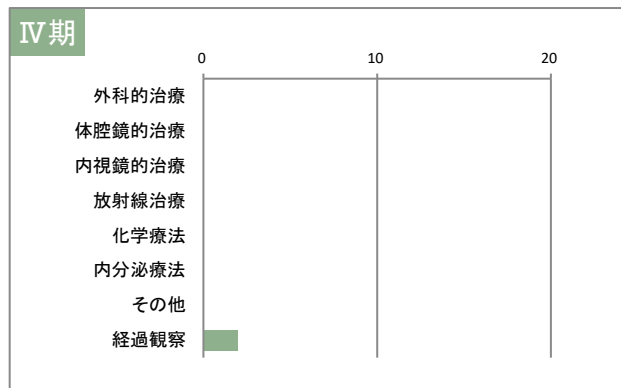 Ⅳ期
0 10 20
外科的治療
体腔鏡的治療
内視鏡的治療
放射線治療
化学療法
内分泌療法
その他
経過観察